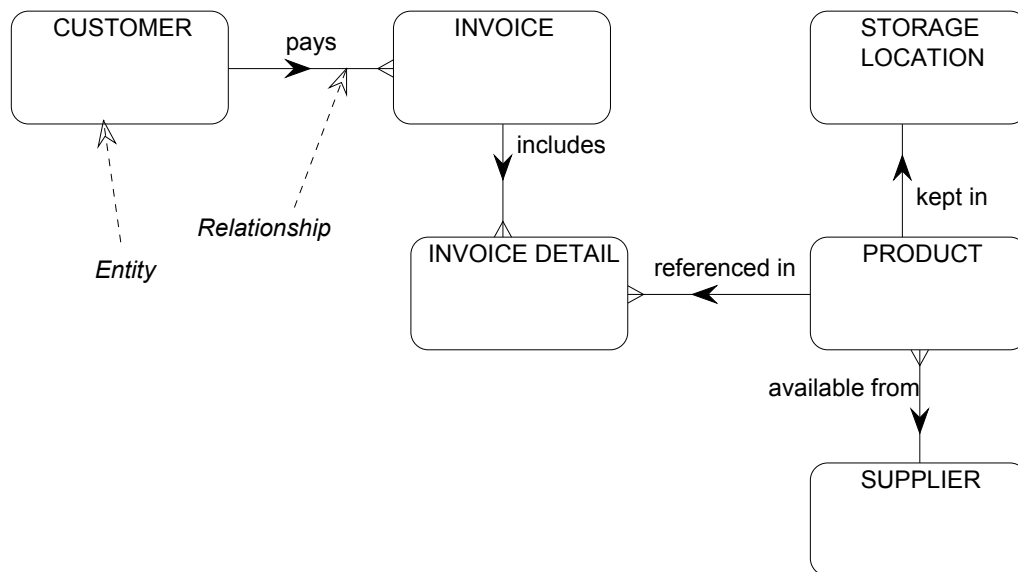 CUSTOMER
pays
INVOICE
STORAGE
LOCATION
includes
kept in
Relationship
Entity
INVOICE DETAIL
referenced in
PRODUCT
available from
SUPPLIER